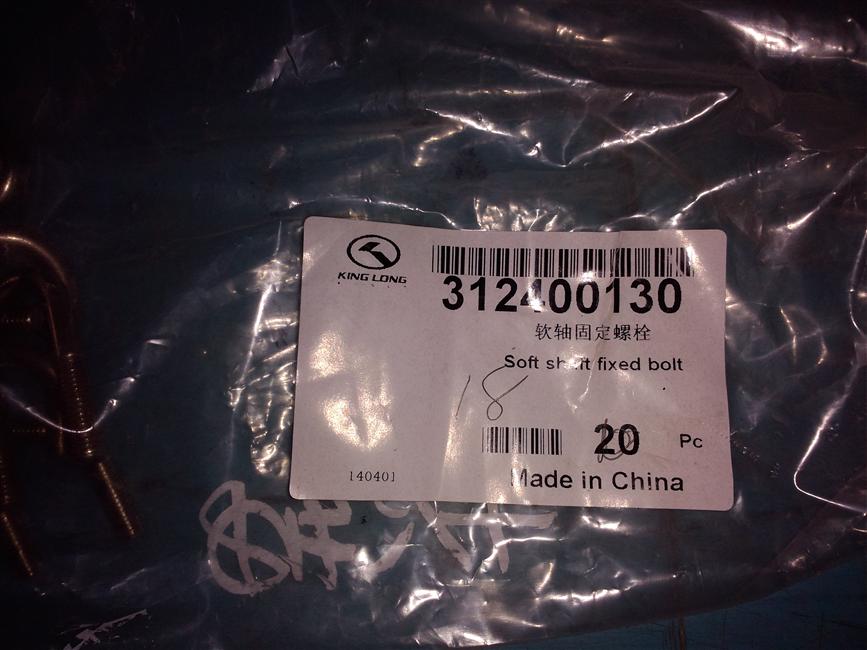 KING LONG
312400130
软轴固定螺栓
Soft shaft fixed bolt
18
20 Pc
140401
Made in China